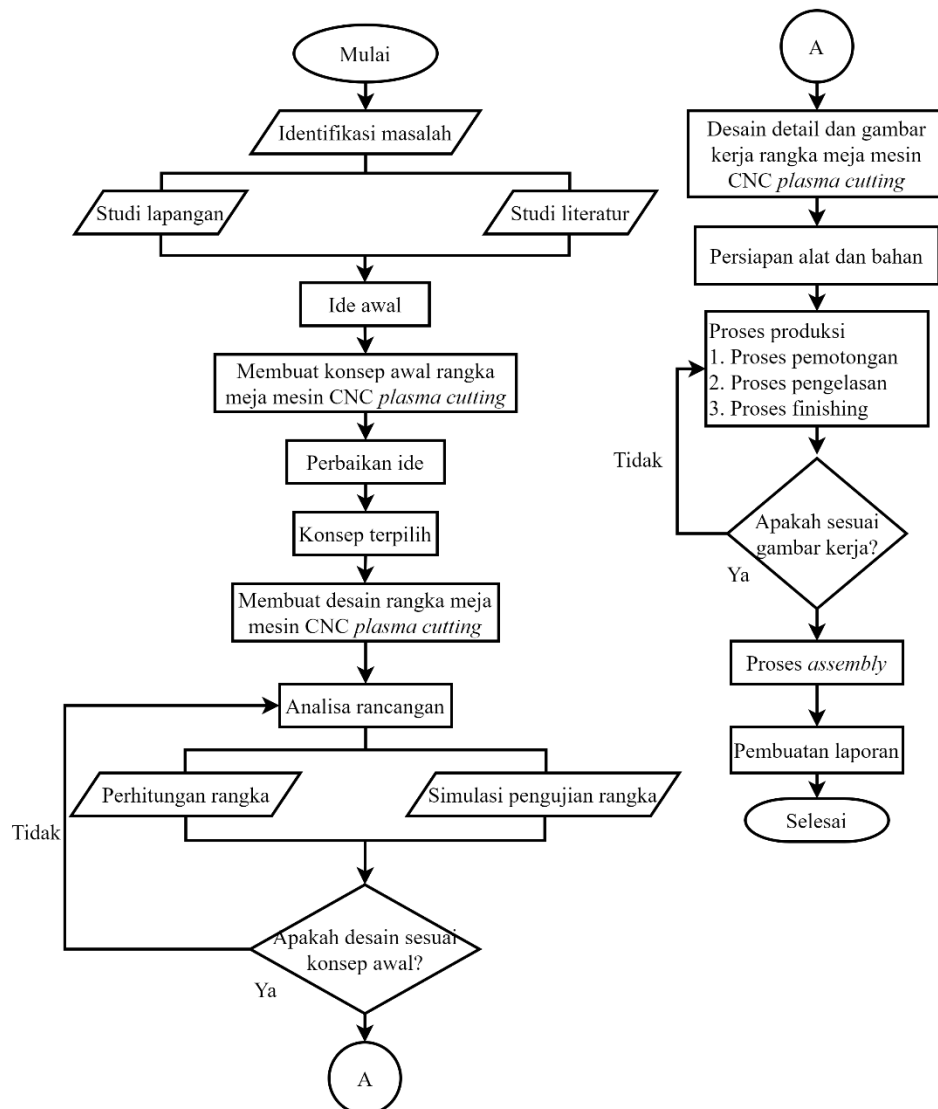 Mulai
Identifikasi masalah
Studi lapangan
Studi literatur
Ide awal
Membuat konsep awal rangka
meja mesin CNC plasma cutting
Perbaikan ide
Konsep terpilih
Membuat desain rangka meja
mesin CNC plasma cutting
Analisa rancangan
Perhitungan rangka
Simulasi pengujian rangka
Tidak
Apakah desain sesuai
konsep awal?
Ya
A
A
Desain detail dan gambar
kerja rangka meja mesin
CNC plasma cutting
Persiapan alat dan bahan
Proses produksi
1. Proses pemotongan
2. Proses pengelasan
3. Proses finishing
Tidak
Apakah sesuai
gambar kerja?
Ya
Proses assembly
Pembuatan laporan
Selesai